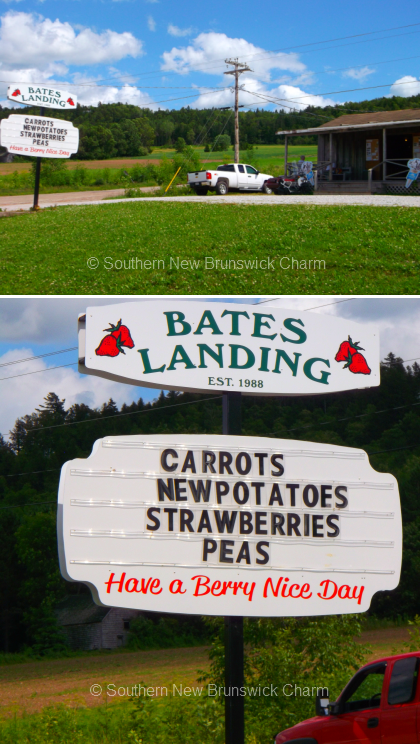 BATES
LANDING
CARROTS
NEWPOTATOES
STRAWBERRIES
PEAS
Have a Berry Nice Day
© Southern New Brunswick Charm
BATES
LANDING
EST. 1988
CARROTS
NEWPOTATOES
STRAWBERRIES
PEAS
Have a Berry Nice Day
© Southern New Brunswick Charm